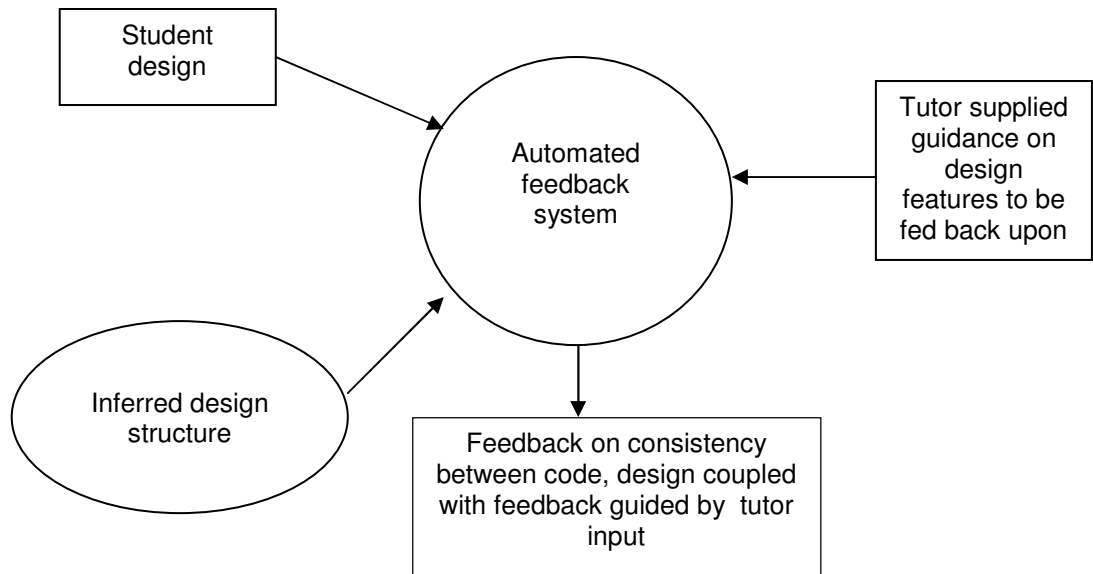 Student
design
Automated
feedback
system
Tutor supplied
guidance on
design
features to be
fed back upon
Inferred design
structure
Feedback on consistency
between code, design coupled
with feedback guided by tutor
input